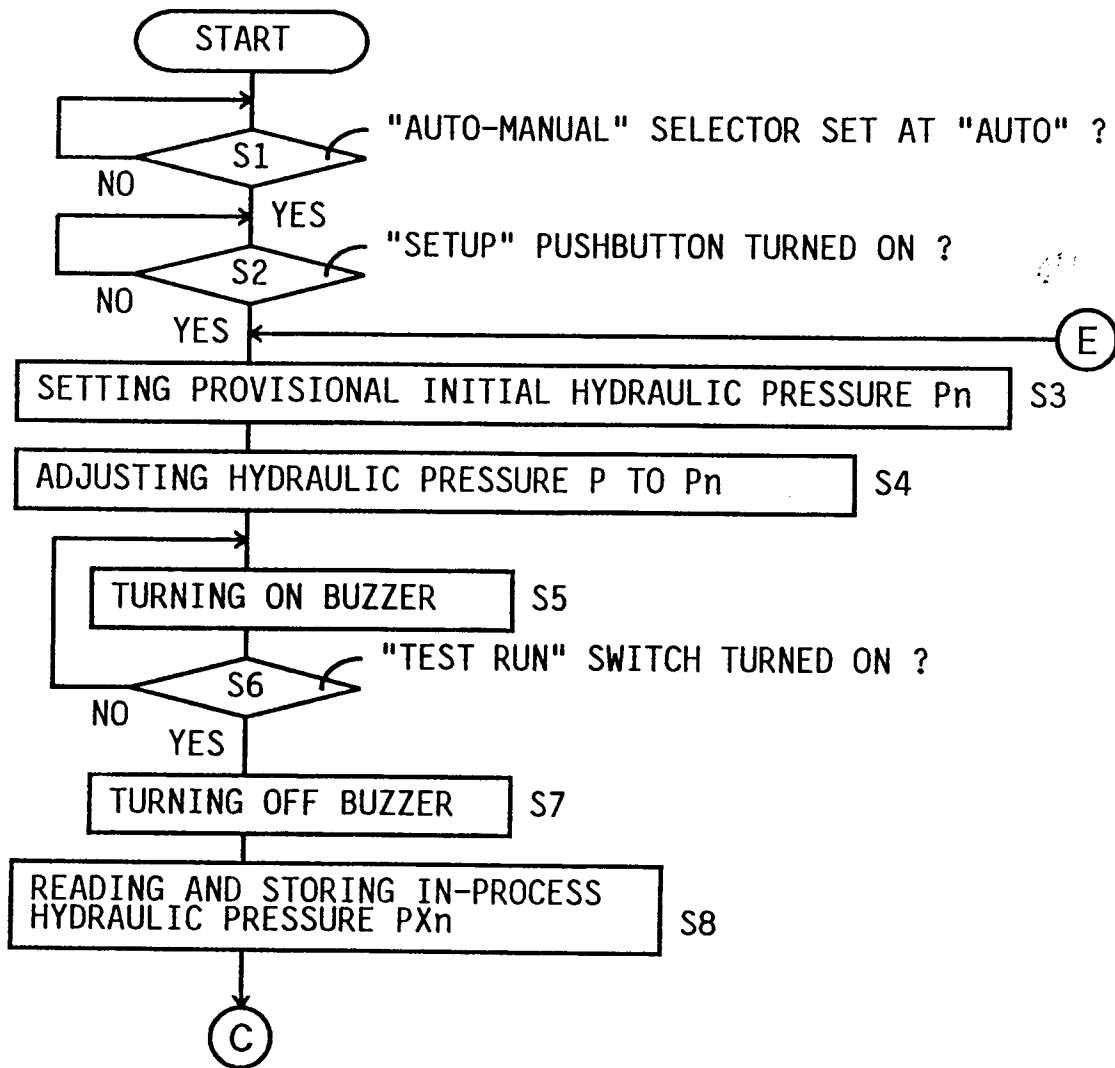 START
"AUTO-MANUAL" SELECTOR SET AT "AUTO" ?
S1
NO
YES
"SETUP" PUSHBUTTON TURNED ON ?
S2
NO
YES
E
SETTING PROVISIONAL INITIAL HYDRAULIC PRESSURE Pn
S3
ADJUSTING HYDRAULIC PRESSURE P TO Pn
S4
TURNING ON BUZZER
S5
"TEST RUN" SWITCH TURNED ON ?
S6
NO
YES
TURNING OFF BUZZER
S7
READING AND STORING IN-PROCESS
HYDRAULIC PRESSURE PXn
S8
C